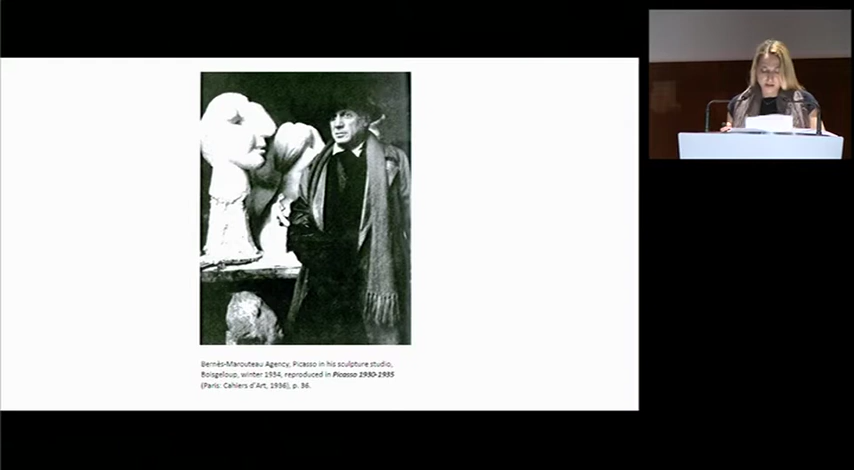 Bernès-Marouteau Agency, Picasso in his sculpture studio,
Boisgeloup, winter 1934, reproduced in Picasso 1930-1935
(Paris: Cahiers d'Art, 1936), p. 36.